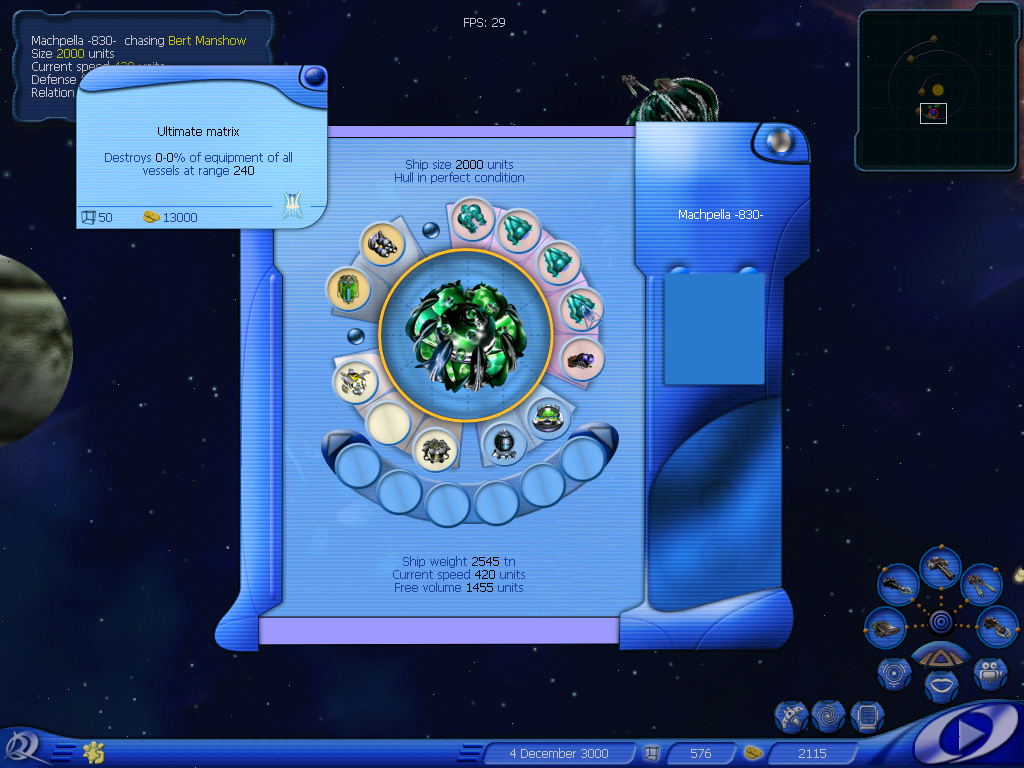 FPS: 29
Machpella -830- chasing Bert Manshow
Size 2000 units
Current speed 420 units
Defense
Relation
Ultimate matrix
Destroys 0-0% of equipment of all
vessels at range 240
50 13000
Ship size 2000 units
Hull in perfect condition
Machpella -830-
Ship weight 2545 tn
Current speed 420 units
Free volume 1455 units
4 December 3000 576 2115